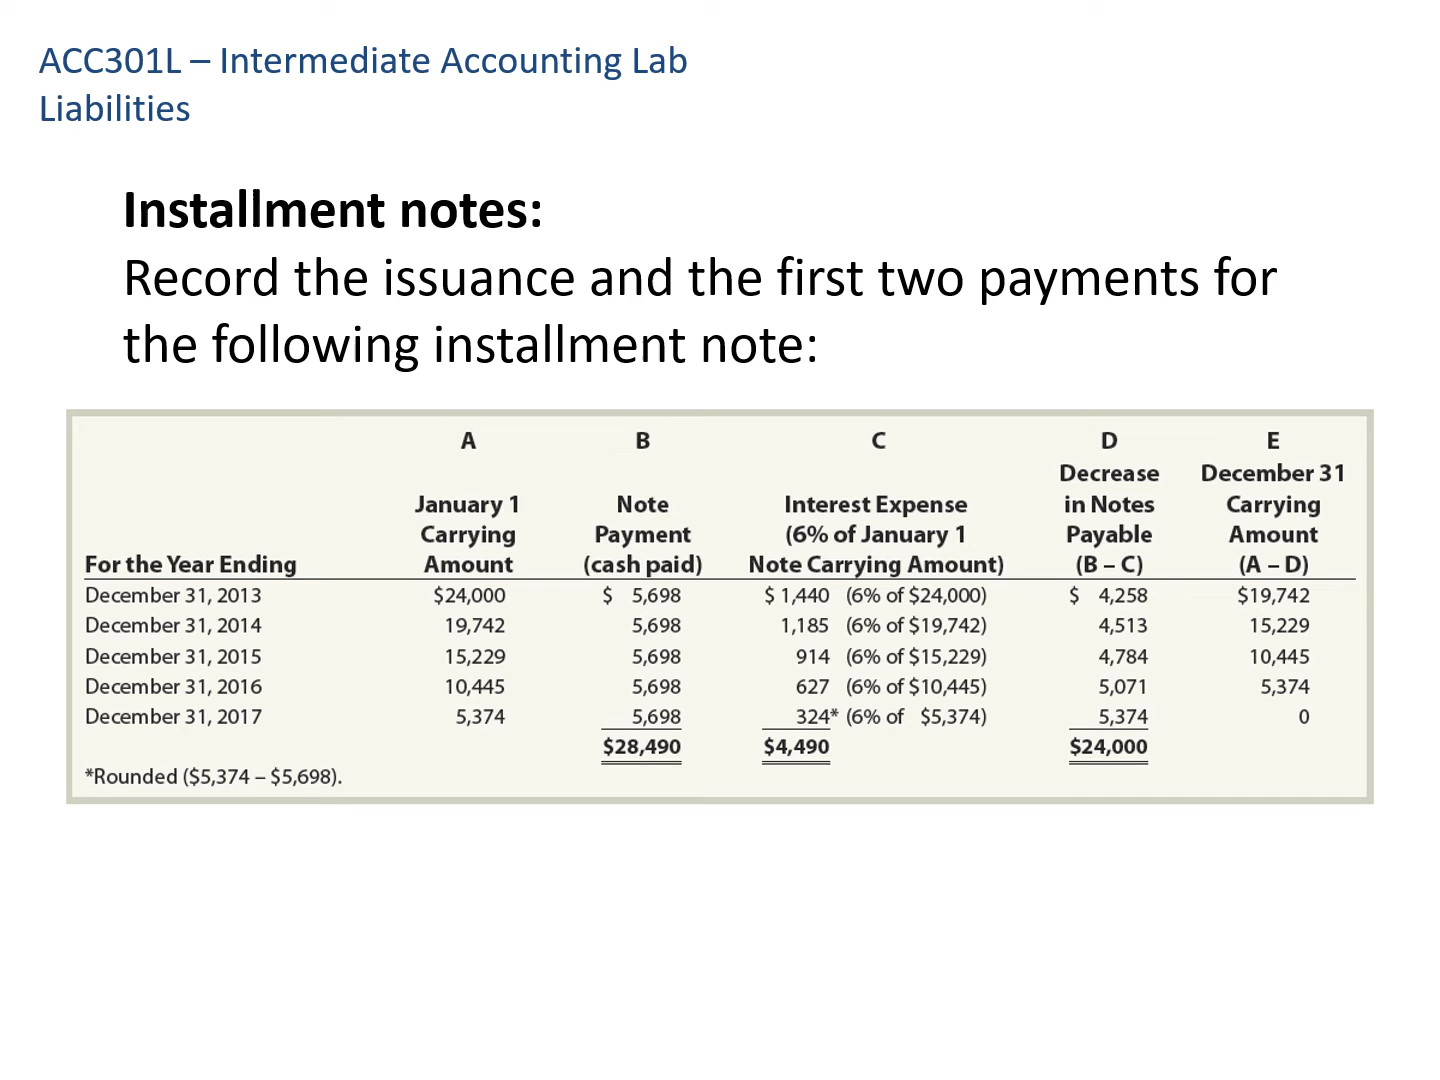 ACC301L – Intermediate Accounting Lab
Liabilities
Installment notes:
Record the issuance and the first two payments for
the following installment note:
A B C D E
Decrease December 31
January 1 Note Interest Expense in Notes Carrying
Carrying Payment (6% of January 1 Payable Amount
For the Year Ending Amount (cash paid) Note Carrying Amount) (B – C) (A – D)
December 31, 2013 $24,000 $ 5,698 $ 1,440 (6% of $24,000) $ 4,258 $19,742
December 31, 2014 19,742 5,698 1,185 (6% of $19,742) 4,513 15,229
December 31, 2015 15,229 5,698 914 (6% of $15,229) 4,784 10,445
December 31, 2016 10,445 5,698 627 (6% of $10,445) 5,071 5,374
December 31, 2017 5,374 5,698 324* (6% of $5,374) 5,374 0
$28,490 $4,490 $24,000
*Rounded ($5,374 – $5,698).